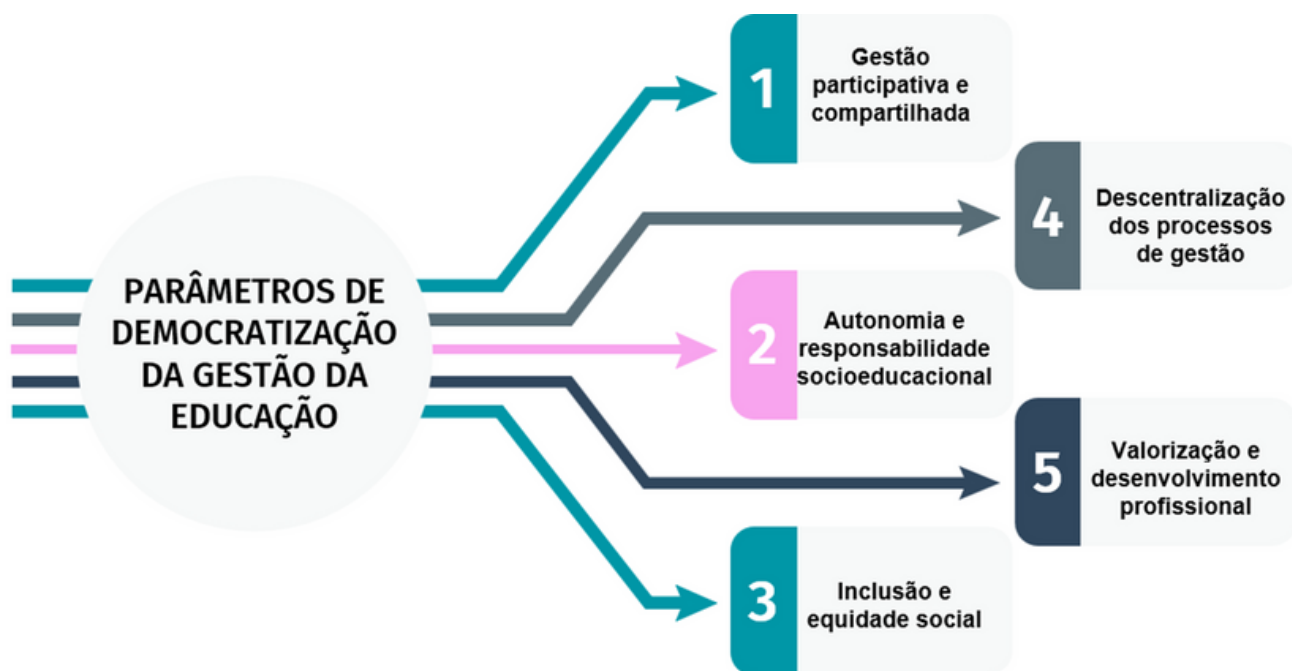 PARÂMETROS DE
DEMOCRATIZAÇÃO
DA GESTÃO DA
EDUCAÇÃO
1
Gestão
participativa e
compartilhada
2
Autonomia e
responsabilidade
socioeducacional
3
Inclusão e
equidade social
4
Descentralização
dos processos
de gestão
5
Valorização e
desenvolvimento
profissional